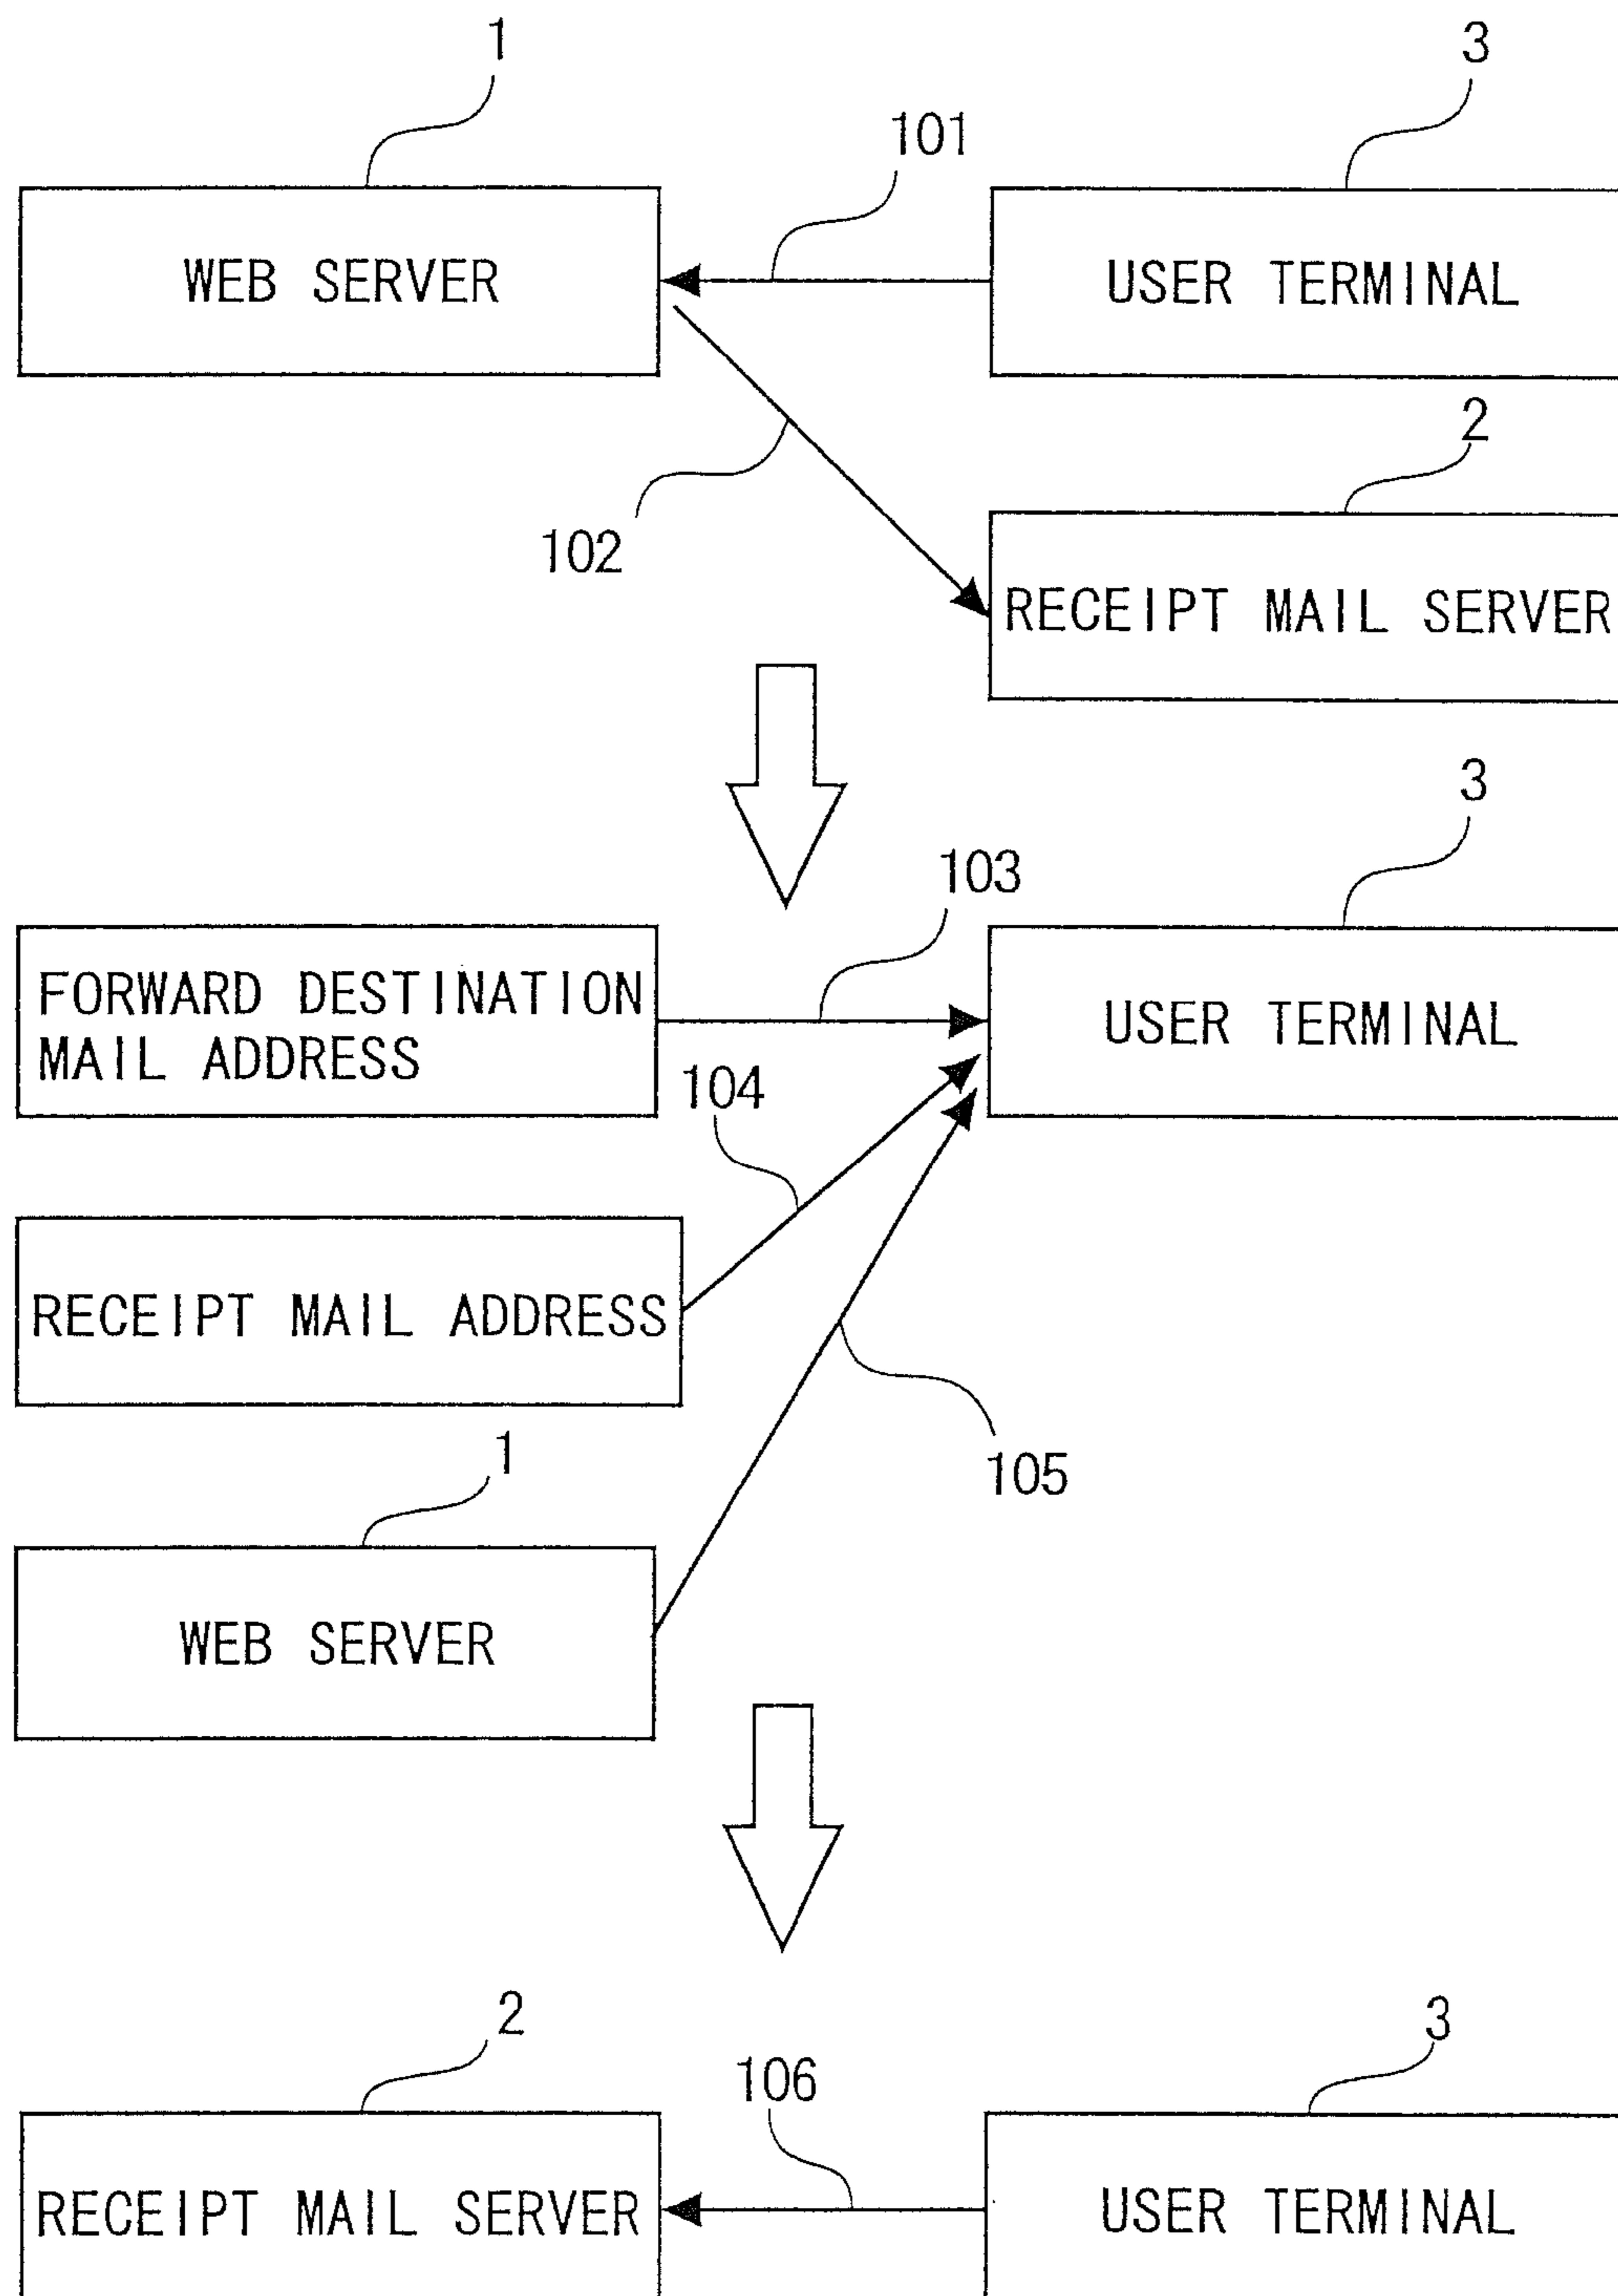 1
3
101
WEB SERVER
USER TERMINAL
2
102
RECEIPT MAIL SERVER
3
103
FORWARD DESTINATION
MAIL ADDRESS
USER TERMINAL
104
RECEIPT MAIL ADDRESS
1
105
WEB SERVER
2
3
106
RECEIPT MAIL SERVER
USER TERMINAL